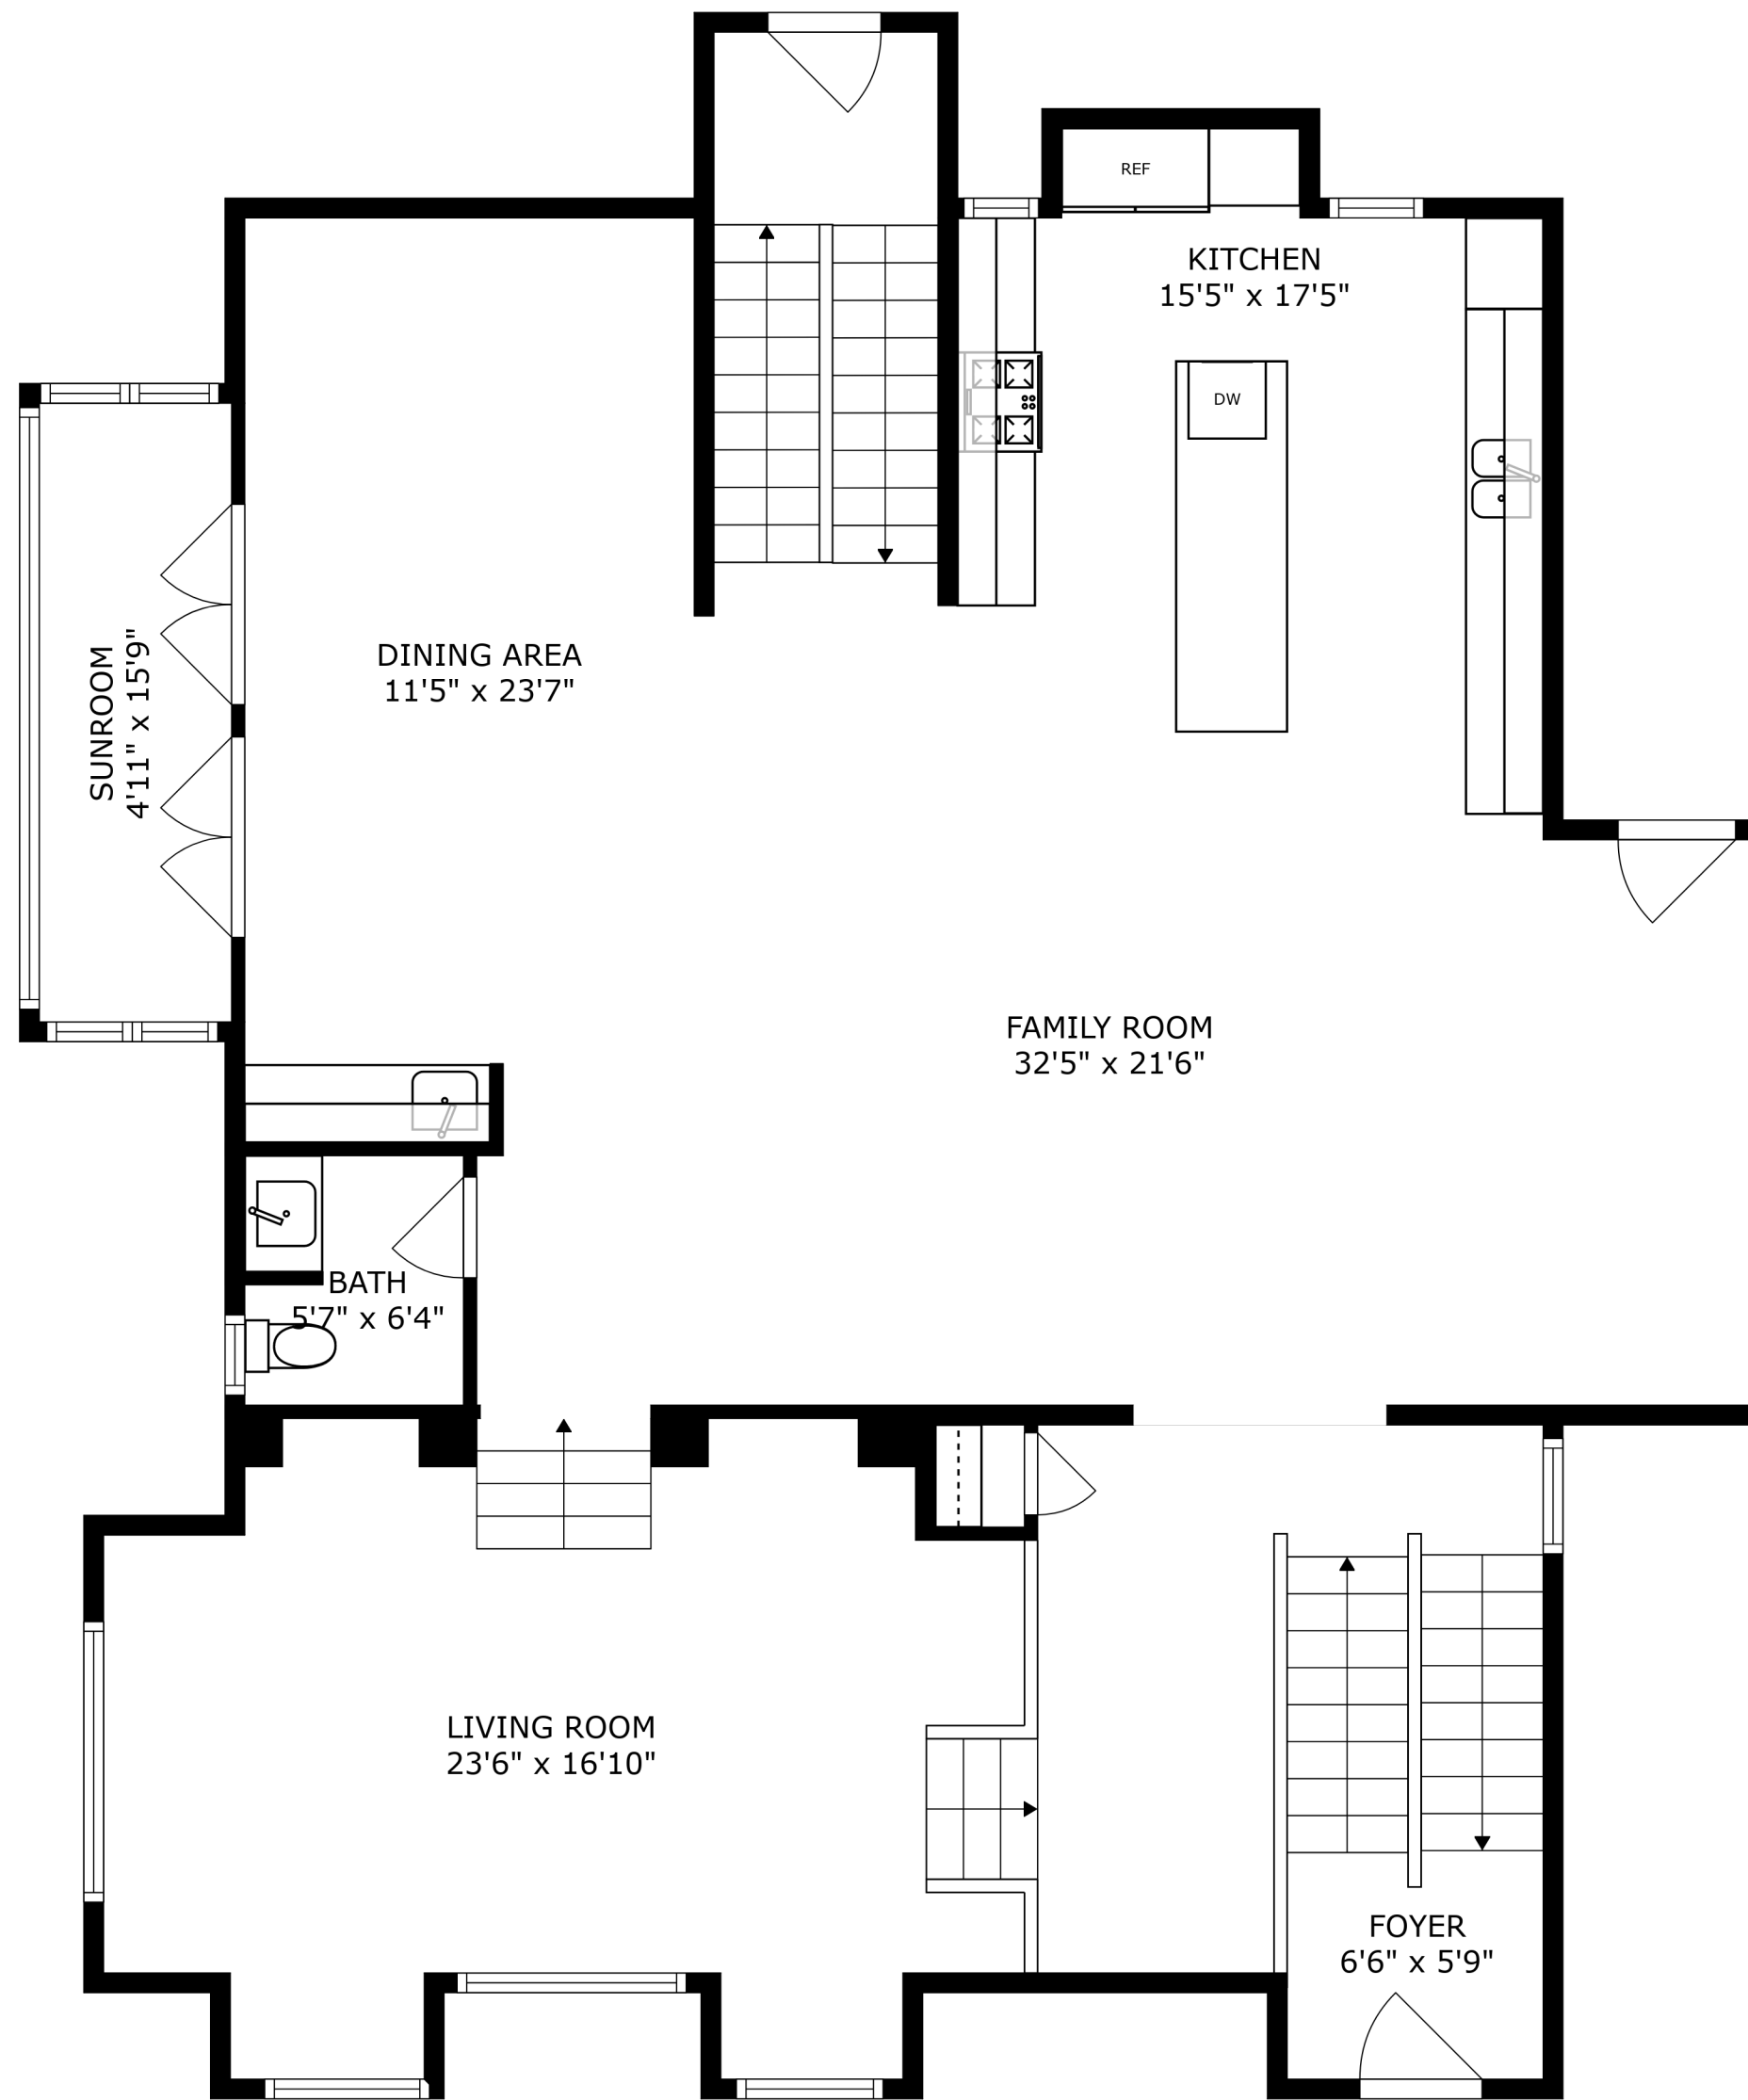 REF
KITCHEN
15'5" x 17'5"
DW
DINING AREA
11'5" x 23'7"
SUNROOM
4'11" x 15'9"
FAMILY ROOM
32'5" x 21'6"
BATH
5'7" x 6'4"
LIVING ROOM
23'6" x 16'10"
FOYER
6'6" x 5'9"